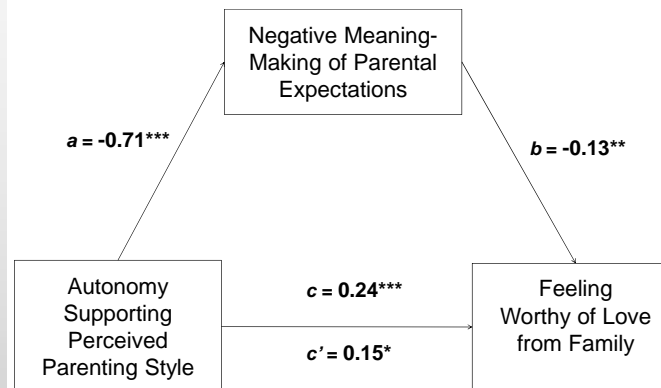 Negative Meaning-
Making of Parental
Expectations
a = -0.71***
b = -0.13**
Autonomy
Supporting
Perceived
Parenting Style
c = 0.24***
c’ = 0.15*
Feeling
Worthy of Love
from Family